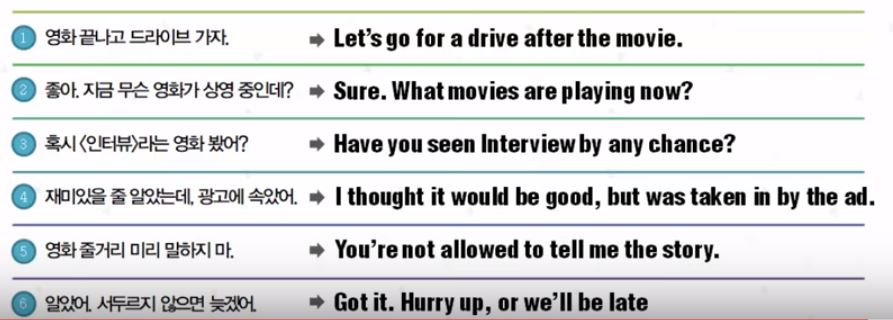 1 영화 끝나고 드라이브 가자. ➡ Let's go for a drive after the movie.
2 좋아. 지금 무슨 영화가 상영 중인데? ➡ Sure. What movies are playing now?
3 혹시 〈인터뷰〉라는 영화 봤어? ➡ Have you seen Interview by any chance?
4 재미있을 줄 알았는데, 광고에 속았어. ➡ I thought it would be good, but was taken in by the ad.
5 영화 줄거리 미리 말하지 마. ➡ You're not allowed to tell me the story.
6 알았어. 서두르지 않으면 늦겠어. ➡ Got it. Hurry up, or we'll be late